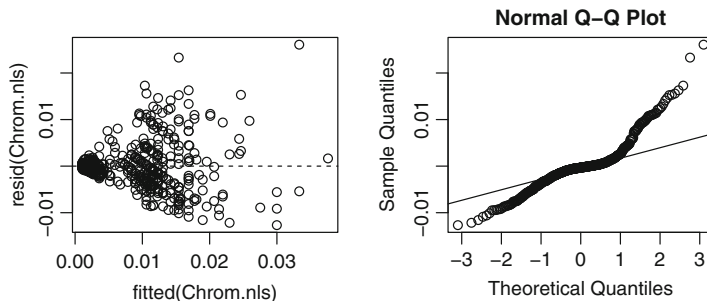 Normal Q−Q Plot
resid(Chrom.nls)
0.01
−0.01
0.00 0.01 0.02 0.03
fitted(Chrom.nls)
Sample Quantiles
0.01
−0.01
−3 −2 −1 0 1 2 3
Theoretical Quantiles